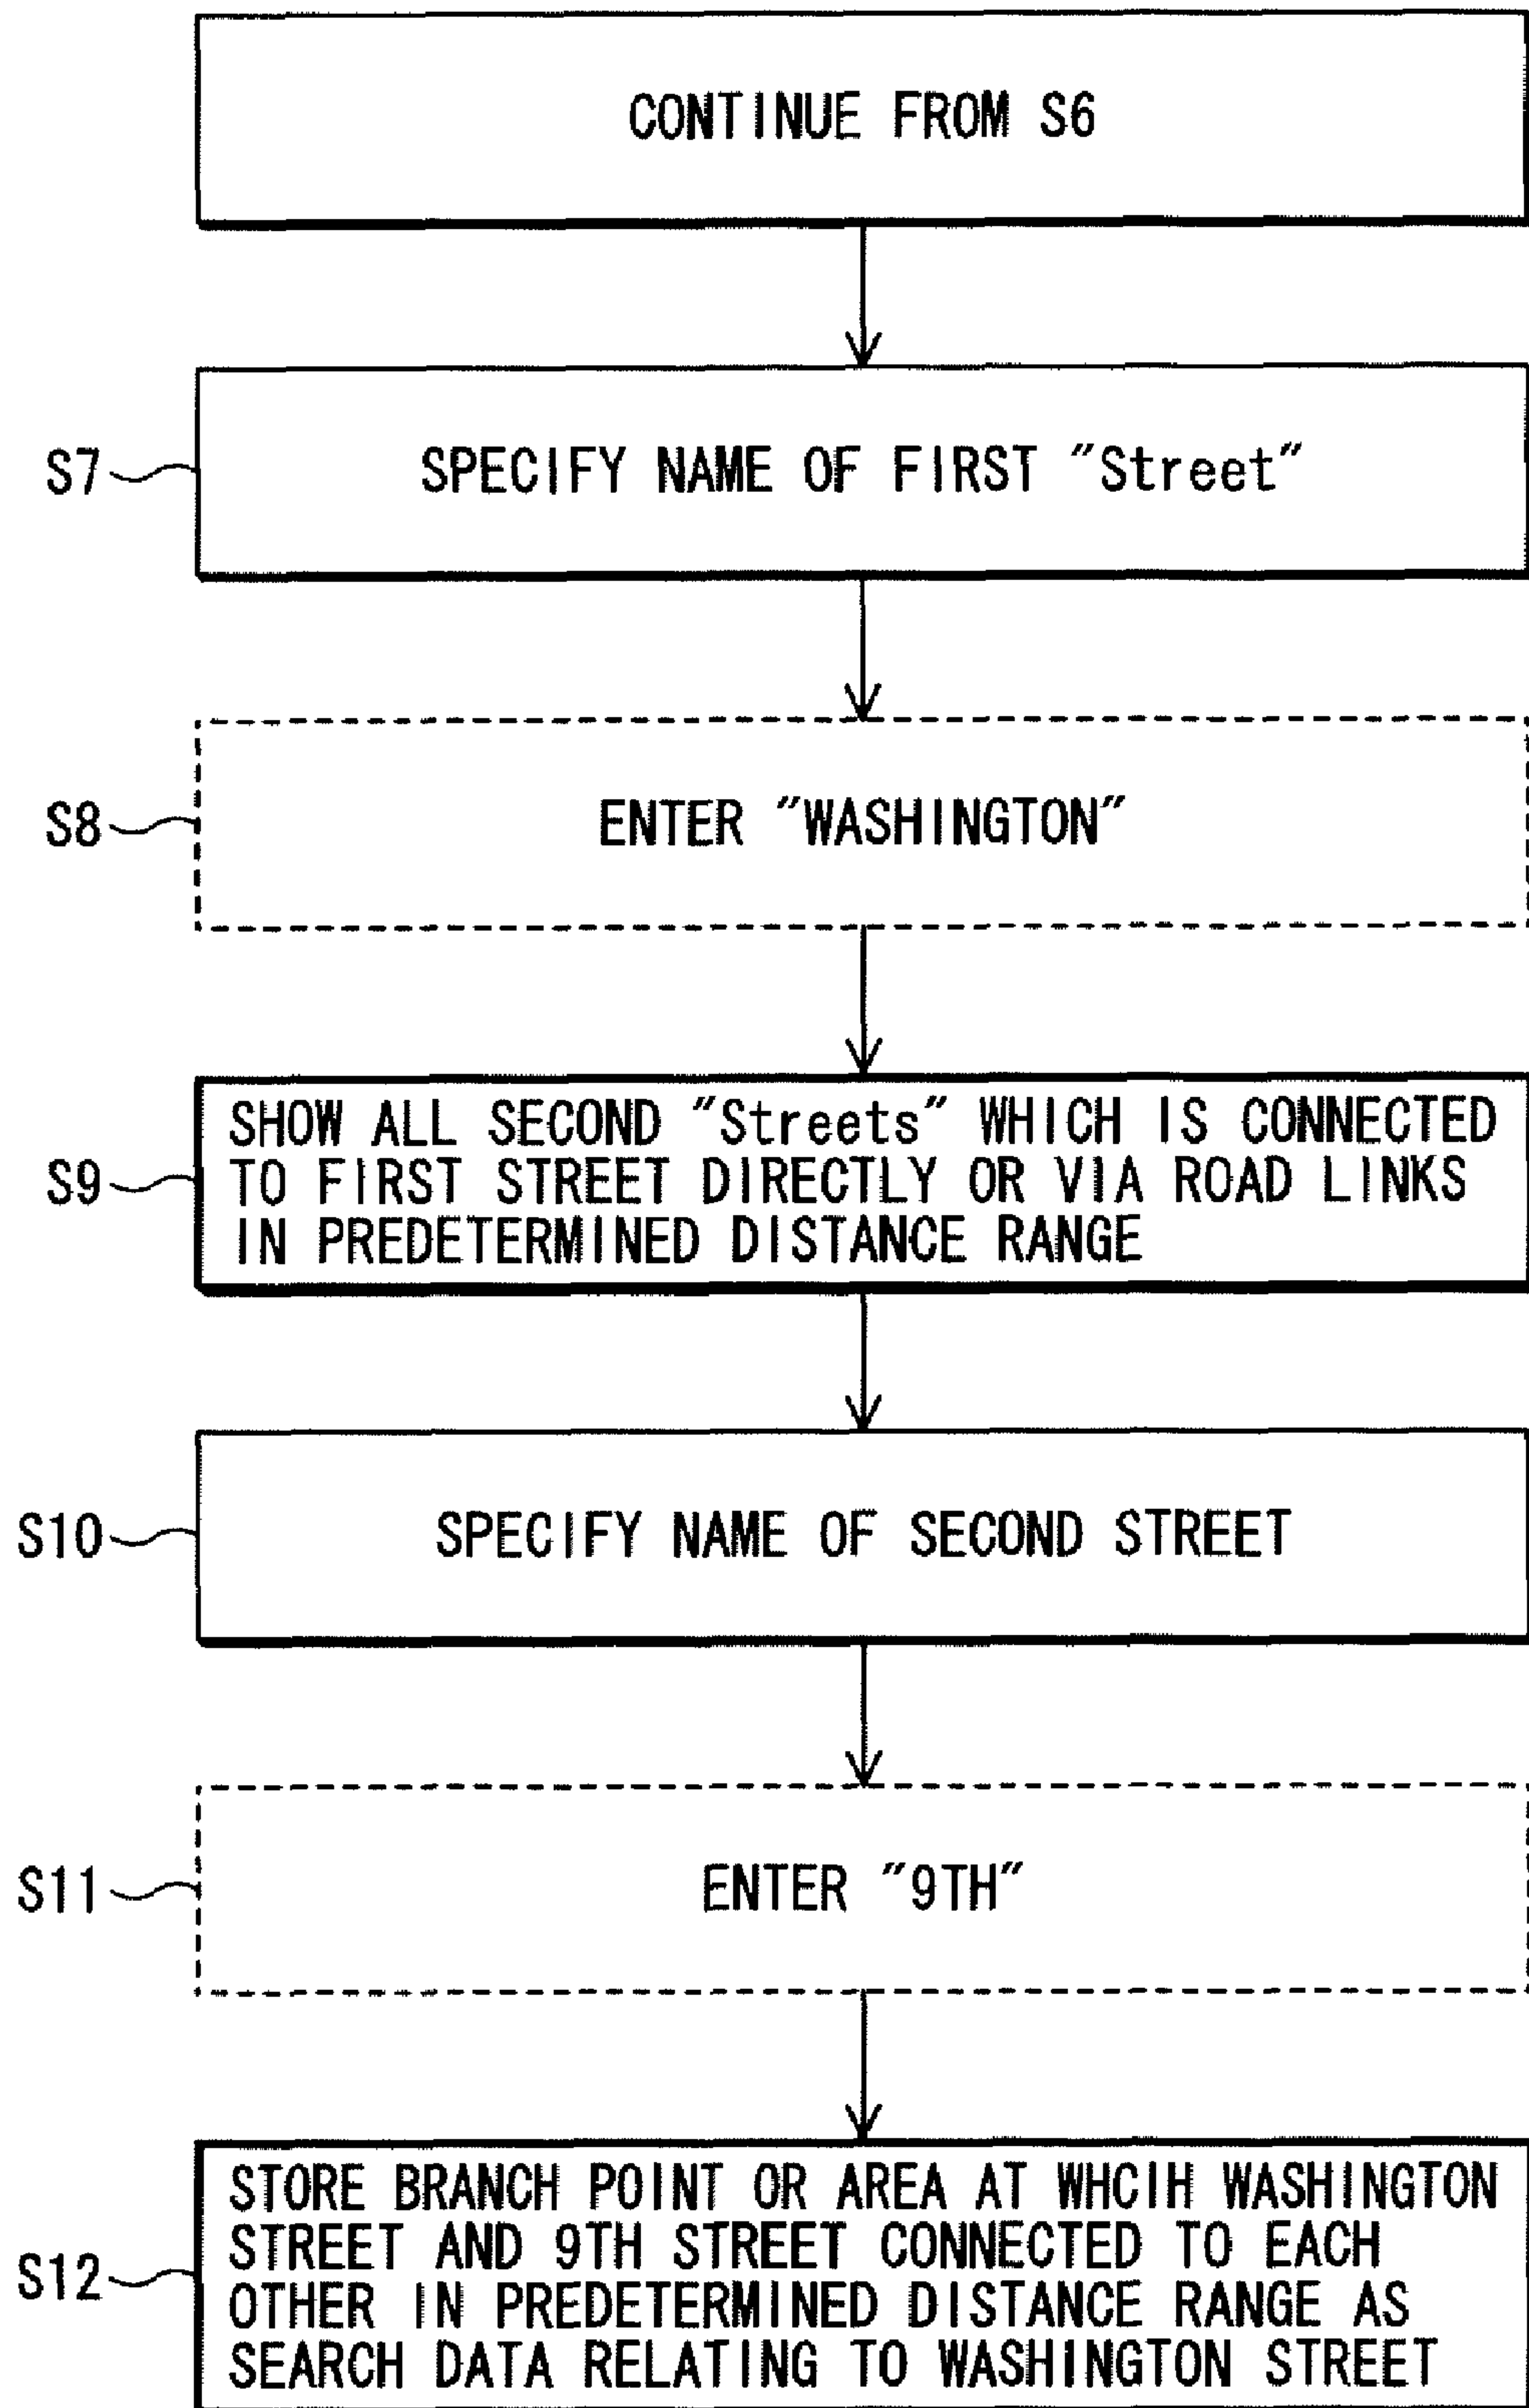 CONTINUE FROM S6
S7
SPECIFY NAME OF FIRST "Street"
S8
ENTER "WASHINGTON"
S9
SHOW ALL SECOND "Streets" WHICH IS CONNECTED
TO FIRST STREET DIRECTLY OR VIA ROAD LINKS
IN PREDETERMINED DISTANCE RANGE
S10
SPECIFY NAME OF SECOND STREET
S11
ENTER "9TH"
S12
STORE BRANCH POINT OR AREA AT WHCIH WASHINGTON
STREET AND 9TH STREET CONNECTED TO EACH
OTHER IN PREDETERMINED DISTANCE RANGE AS
SEARCH DATA RELATING TO WASHINGTON STREET